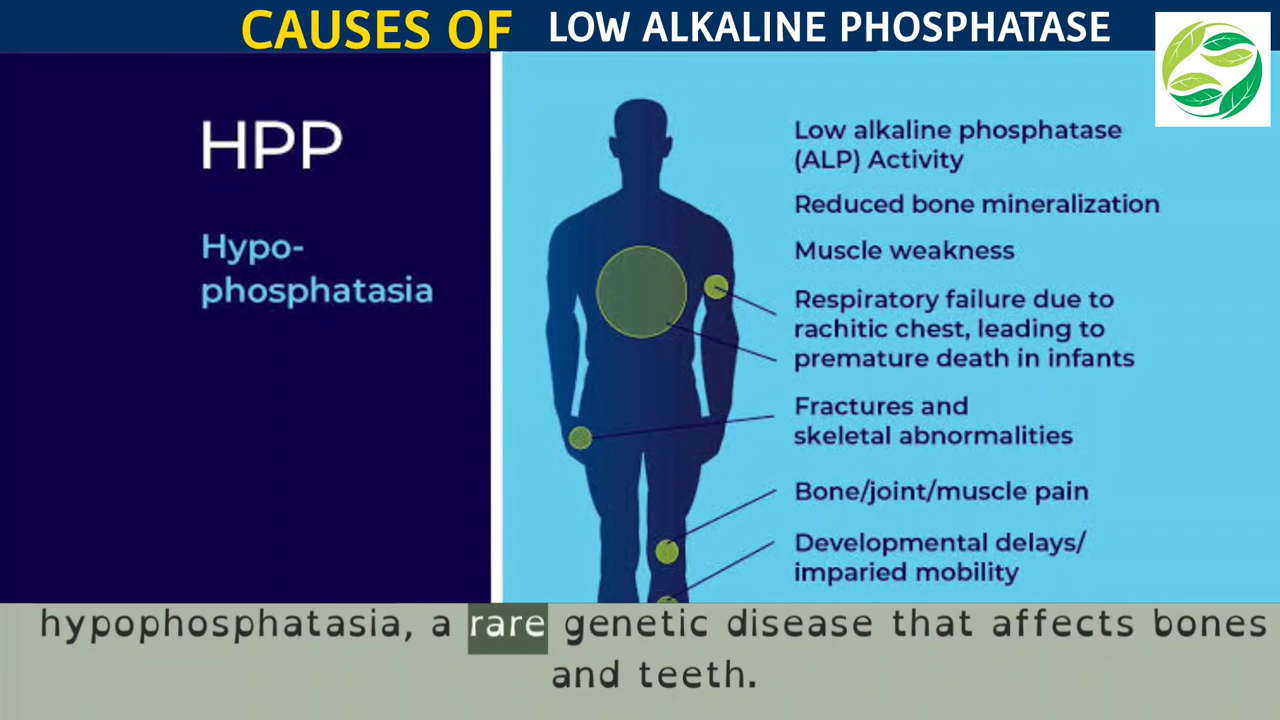 CAUSES OF LOW ALKALINE PHOSPHATASE
HPP
Hypo-
phosphatasia
Low alkaline phosphatase
(ALP) Activity
Reduced bone mineralization
Muscle weakness
Respiratory failure due to
rachitic chest, leading to
premature death in infants
Fractures and
skeletal abnormalities
Bone/joint/muscle pain
Developmental delays/
imparied mobility
hypophosphatasia, a rare genetic disease that affects bones
and teeth.